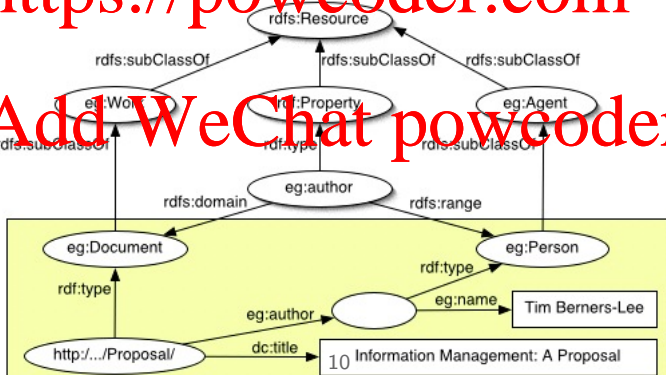 https://powcoder.com
rdfs:Resource
rdfs:subClassOf rdfs:subClassOf rdfs:subClassOf
eg:Work rdf:Property eg:Agent
Add WeChat powcoder
rdfs:subClassOf rdf:type rdfs:subClassOf
eg:author
rdfs:domain rdfs:range
eg:Document eg:Person
rdf:type
rdf:type
eg:name
eg:author
Tim Berners-Lee
dc:title
http:/.../Proposal/
10 Information Management: A Proposal